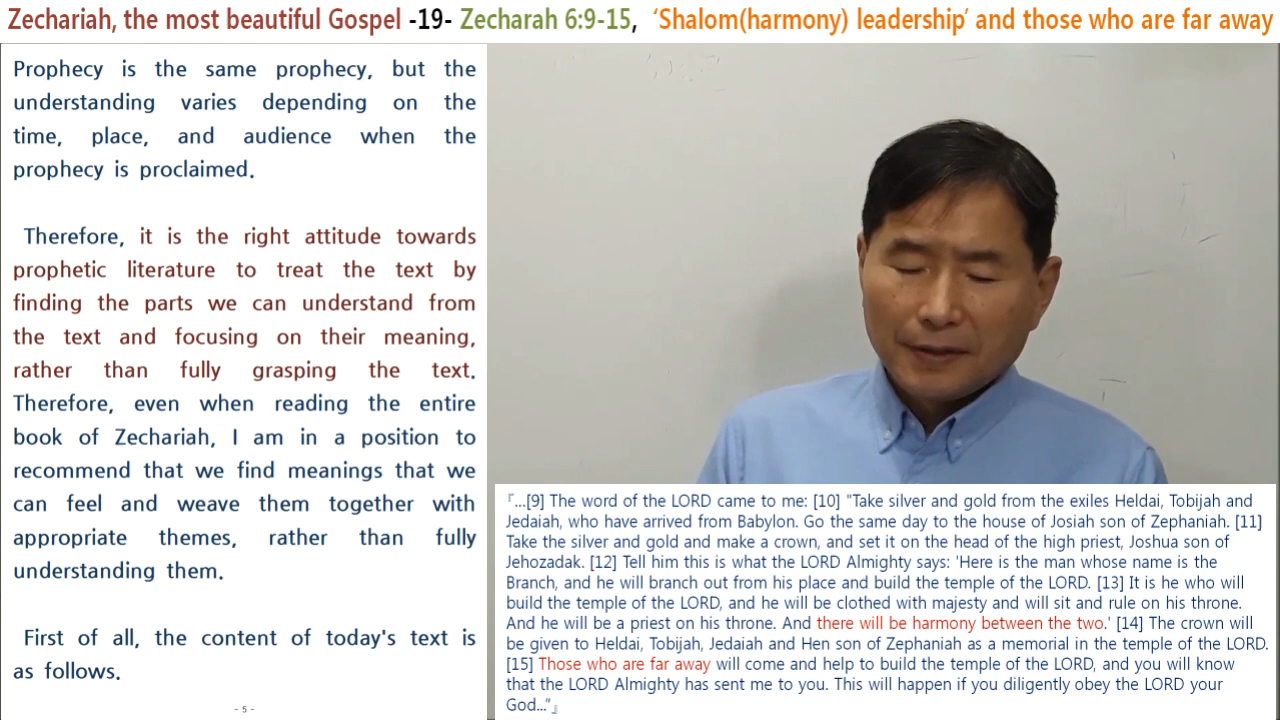 Zechariah, the most beautiful Gospel -19- Zecharah 6:9-15, ‘Shalom(harmony) leadership’ and those who are far away
Prophecy is the same prophecy, but the
understanding varies depending on the
time, place, and audience when the
prophecy is proclaimed.
Therefore, it is the right attitude towards
prophetic literature to treat the text by
finding the parts we can understand from
the text and focusing on their meaning,
rather than fully grasping the text.
Therefore, even when reading the entire
book of Zechariah, I am in a position to
recommend that we find meanings that we
can feel and weave them together with
appropriate themes, rather than fully
understanding them.
First of all, the content of today's text is
as follows.
- 5 -
『...[9] The word of the LORD came to me: [10] "Take silver and gold from the exiles Heldai, Tobijah and
Jedaiah, who have arrived from Babylon. Go the same day to the house of Josiah son of Zephaniah. [11]
Take the silver and gold and make a crown, and set it on the head of the high priest, Joshua son of
Jehozadak. [12] Tell him this is what the LORD Almighty says: 'Here is the man whose name is the
Branch, and he will branch out from his place and build the temple of the LORD. [13] It is he who will
build the temple of the LORD, and he will be clothed with majesty and will sit and rule on his throne.
And he will be a priest on his throne. And there will be harmony between the two.' [14] The crown will
be given to Heldai, Tobijah, Jedaiah and Hen son of Zephaniah as a memorial in the temple of the LORD.
[15] Those who are far away will come and help to build the temple of the LORD, and you will know
that the LORD Almighty has sent me to you. This will happen if you diligently obey the LORD your
God..."』